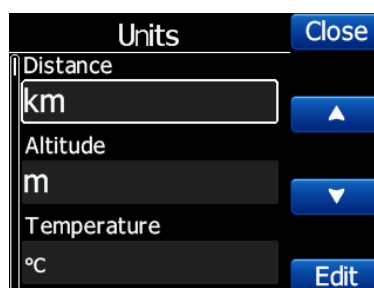 Units
Close
Distance
km
Altitude
m
Temperature
°C
Edit